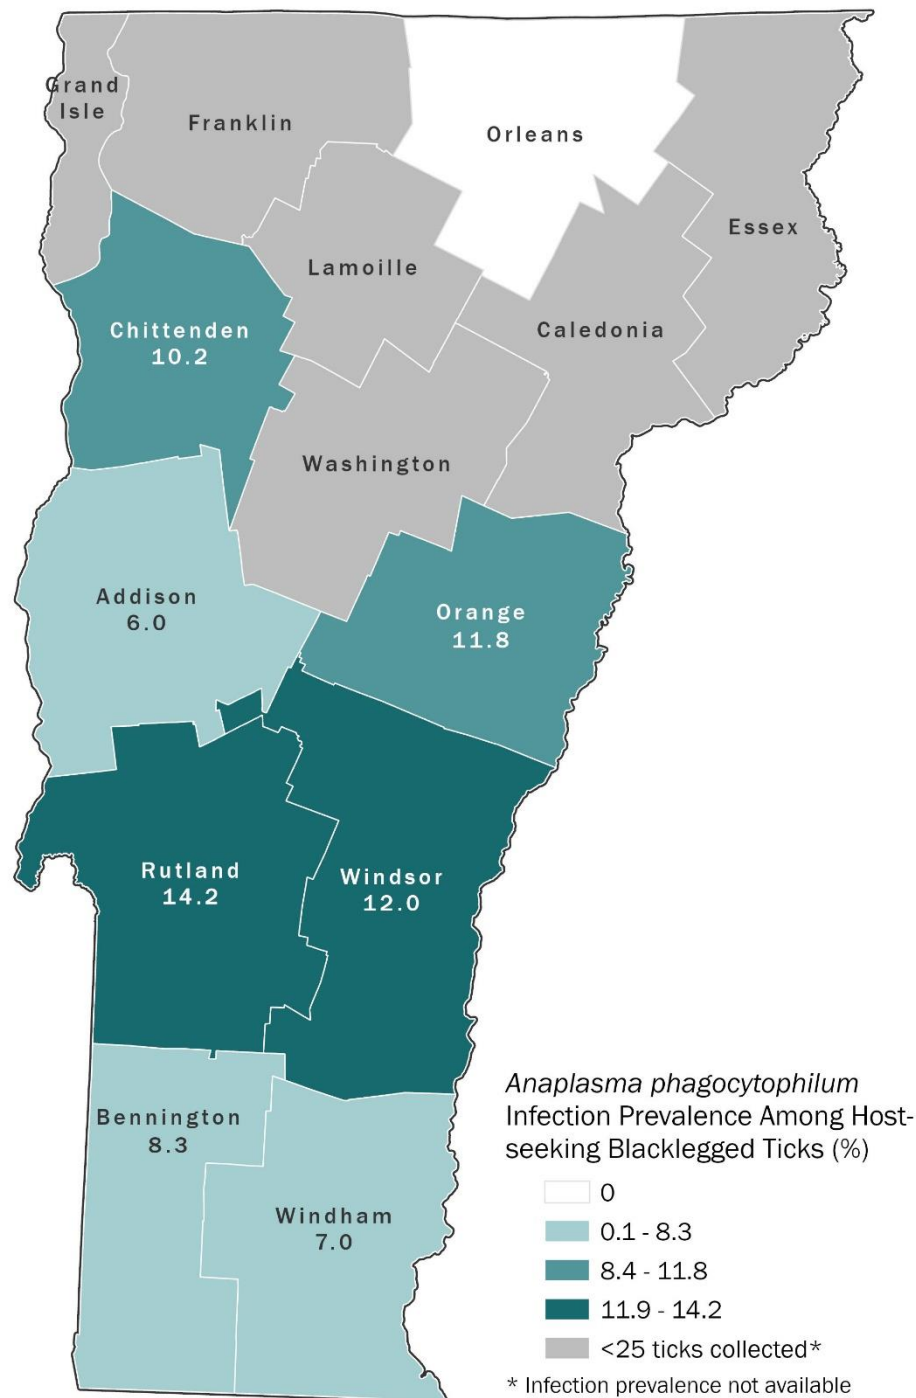 Grand
Isle
Franklin
Orleans
Essex
Lamoille
Chittenden
10.2
Caledonia
Washington
Addison
6.0
Orange
11.8
Rutland
14.2
Windsor
12.0
Bennington
8.3
Windham
7.0
Anaplasma phagocytophilum
Infection Prevalence Among Host-
seeking Blacklegged Ticks (%)
0
0.1 - 8.3
8.4 - 11.8
11.9 - 14.2
<25 ticks collected*
* Infection prevalence not available